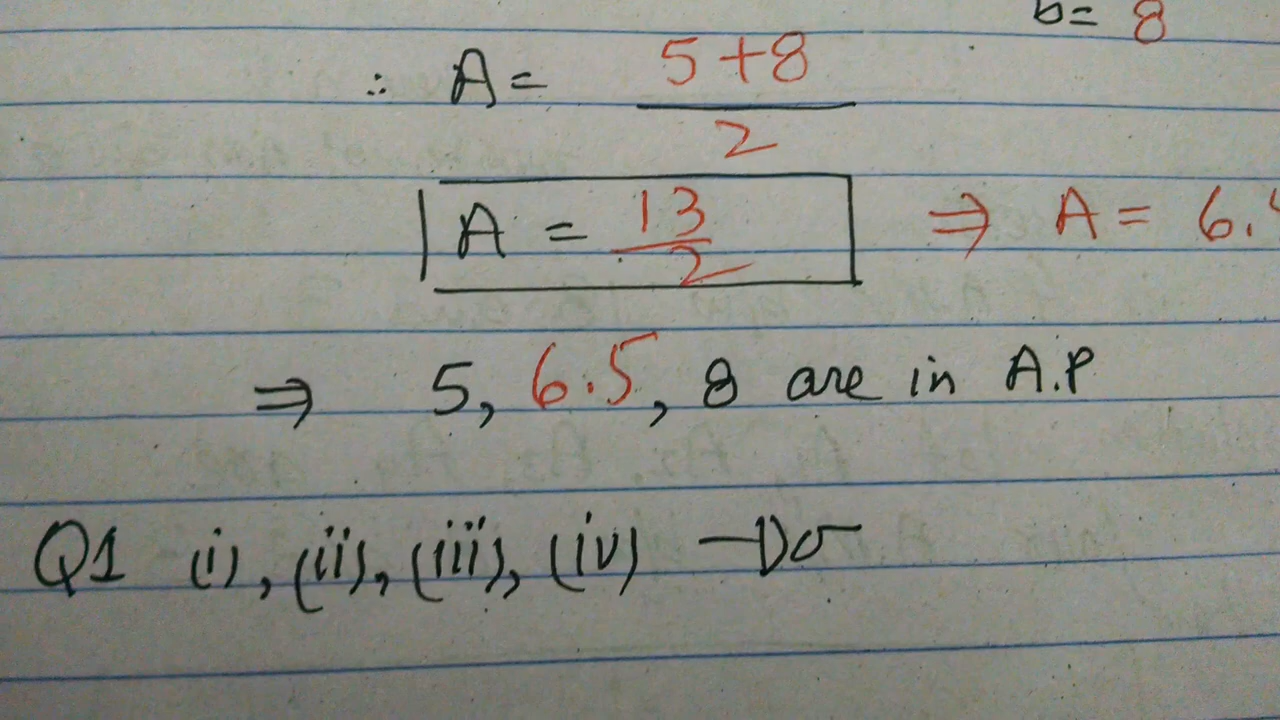 b= 8
∴ A = 5+8
2
A = 13
2
⇒ A = 6.
⇒ 5, 6.5, 8 are in A.P
Q1 (i), (ii), (iii), (iv) —Do—